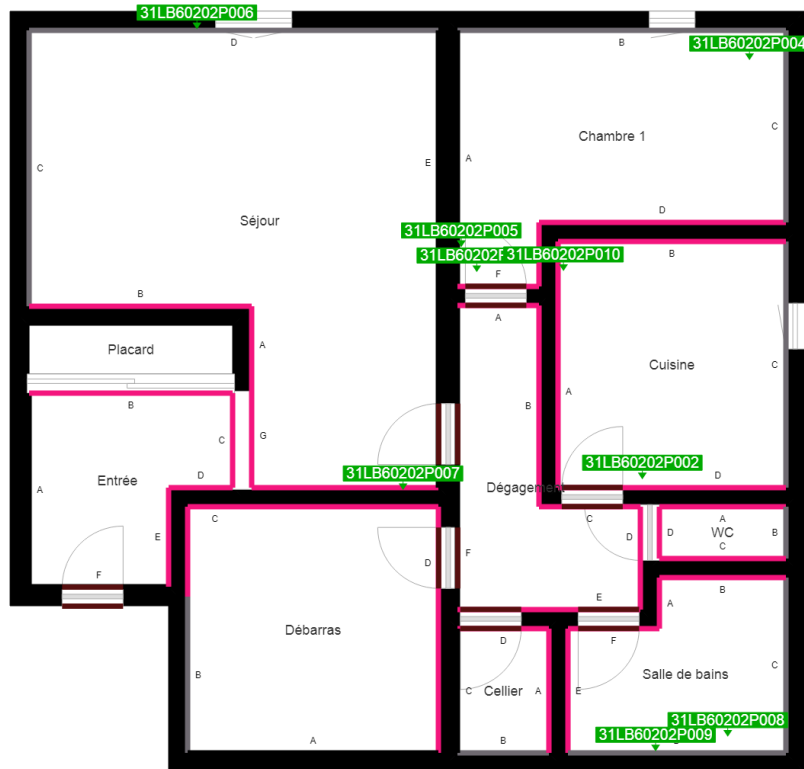 31LB60202P006
D
B
31LB60202P004
C
Chambre 1
A
E
C
Séjour
D
31LB60202P005
31LB60202P010
F
B
B
A
A
Placard
Cuisine
C
A
B
B
C
A
G
D
Entrée
A
31LB60202P002
D
31LB60202P007
Dégagement
C
C
D
D
A
WC
B
C
E
F
D
F
B
A
E
A
C
Débarras
B
A
D
Cellier
C
A
B
F
Salle de bains
E
31LB60202P008
31LB60202P009